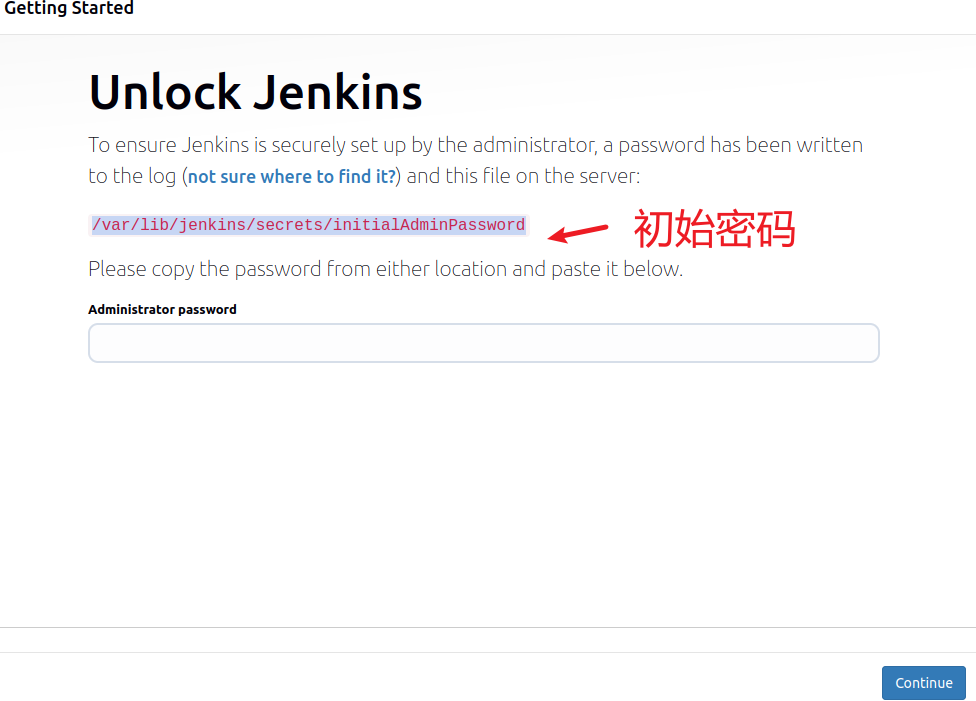 Getting Started
Unlock Jenkins
To ensure Jenkins is securely set up by the administrator, a password has been written
to the log (not sure where to find it?) and this file on the server:
/var/lib/jenkins/secrets/initialAdminPassword
初始密码
Please copy the password from either location and paste it below.
Administrator password
Continue